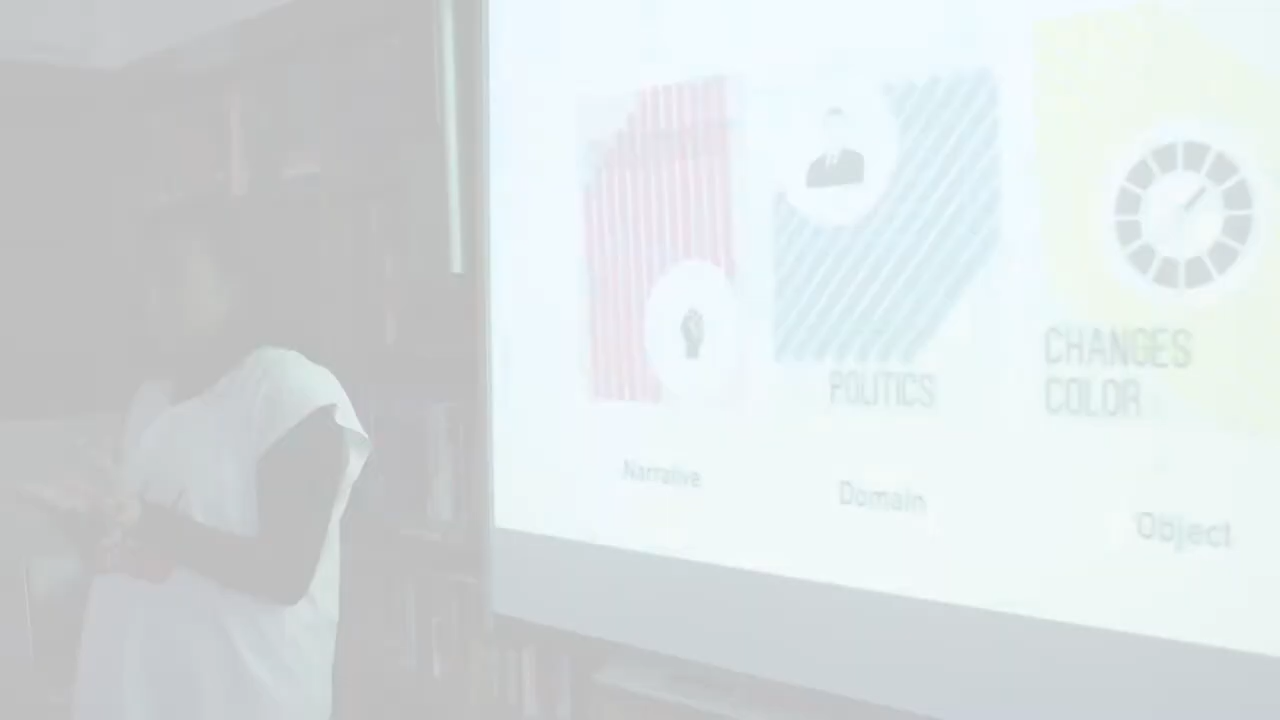 POLITICS
CHANGES
COLOR
Narrative
Domain
Object